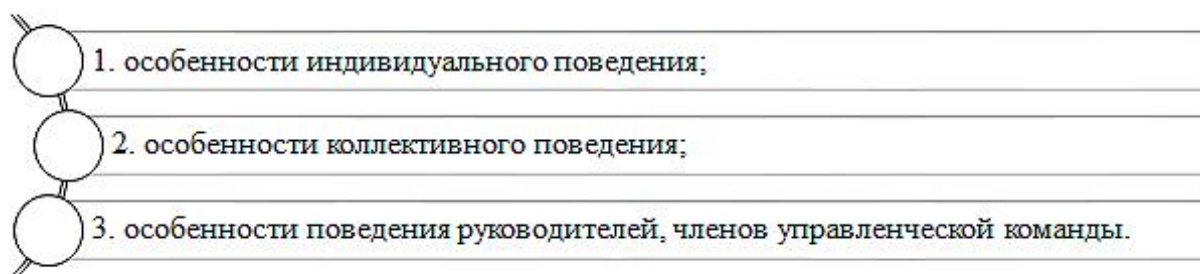 1. особенности индивидуального поведения;
2. особенности коллективного поведения;
3. особенности поведения руководителей, членов управленческой команды.